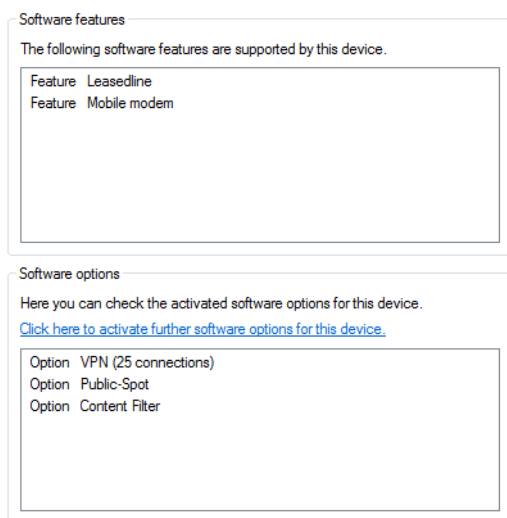 Software features
The following software features are supported by this device.
Feature Leasedline
Feature Mobile modem
Software options
Here you can check the activated software options for this device.
Click here to activate further software options for this device.
Option VPN (25 connections)
Option Public-Spot
Option Content Filter